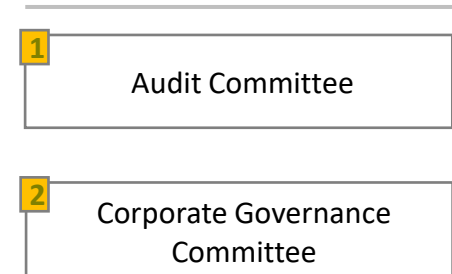 1
Audit Committee
2
Corporate Governance
Committee